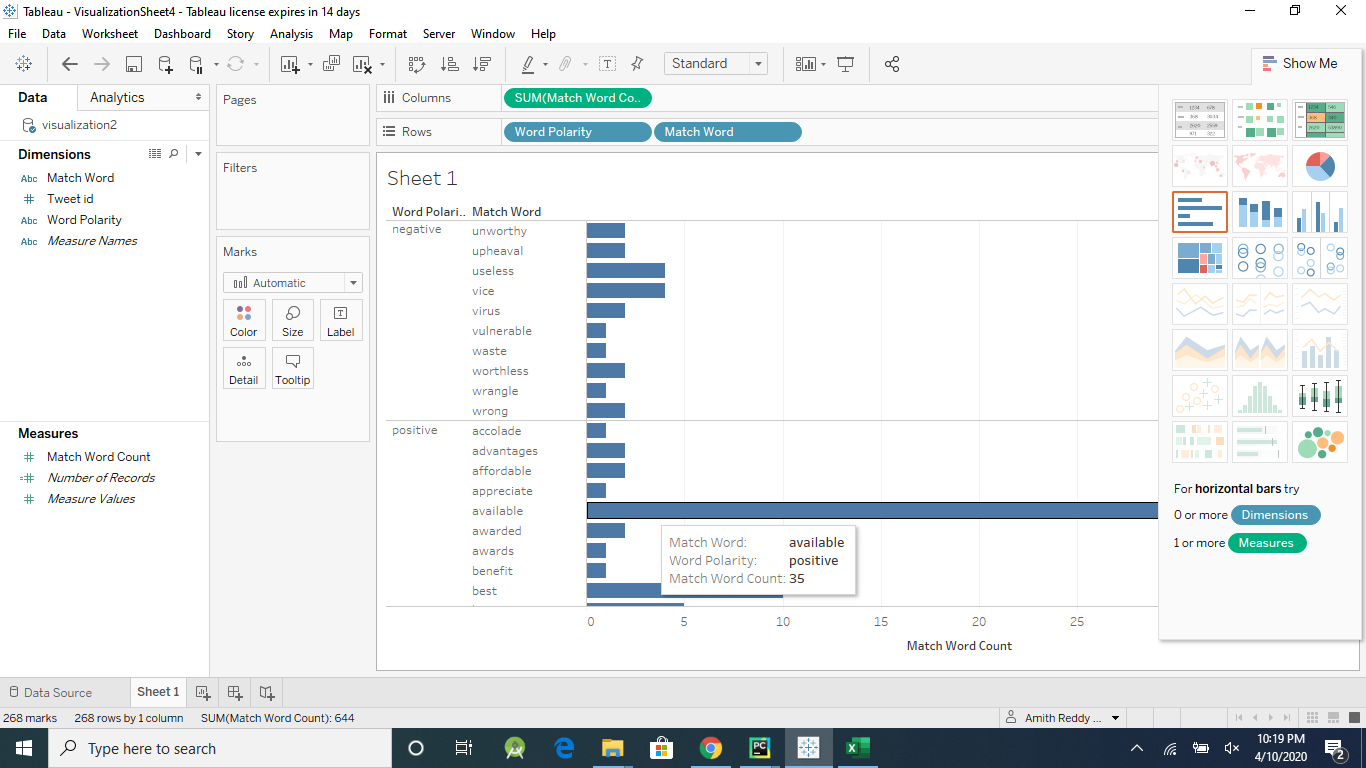 Tableau - VisualizationSheet4 - Tableau license expires in 14 days
File Data Worksheet Dashboard Story Analysis Map Format Server Window Help
Standard
Show Me
Data Analytics
visualization2
Dimensions
Abc Match Word
Tweet id
Abc Word Polarity
Abc Measure Names
Measures
Match Word Count
Number of Records
Measure Values
Pages
Filters
Marks
Automatic
Color Size Label
Detail Tooltip
Columns SUM(Match Word Co..
Rows Word Polarity Match Word
Sheet 1
Word Polari.. Match Word
negative unworthy
upheaval
useless
vice
virus
vulnerable
waste
worthless
wrangle
wrong
positive accolade
advantages
affordable
appreciate
available
awarded
awards
benefit
best
Match Word: available
Word Polarity: positive
Match Word Count: 35
0 5 10 15 20 25
Match Word Count
For horizontal bars try
0 or more Dimensions
1 or more Measures
Data Source Sheet 1
268 marks 268 rows by 1 column SUM(Match Word Count): 644
Amith Reddy ...
Type here to search
PC
10:19 PM
4/10/2020
2